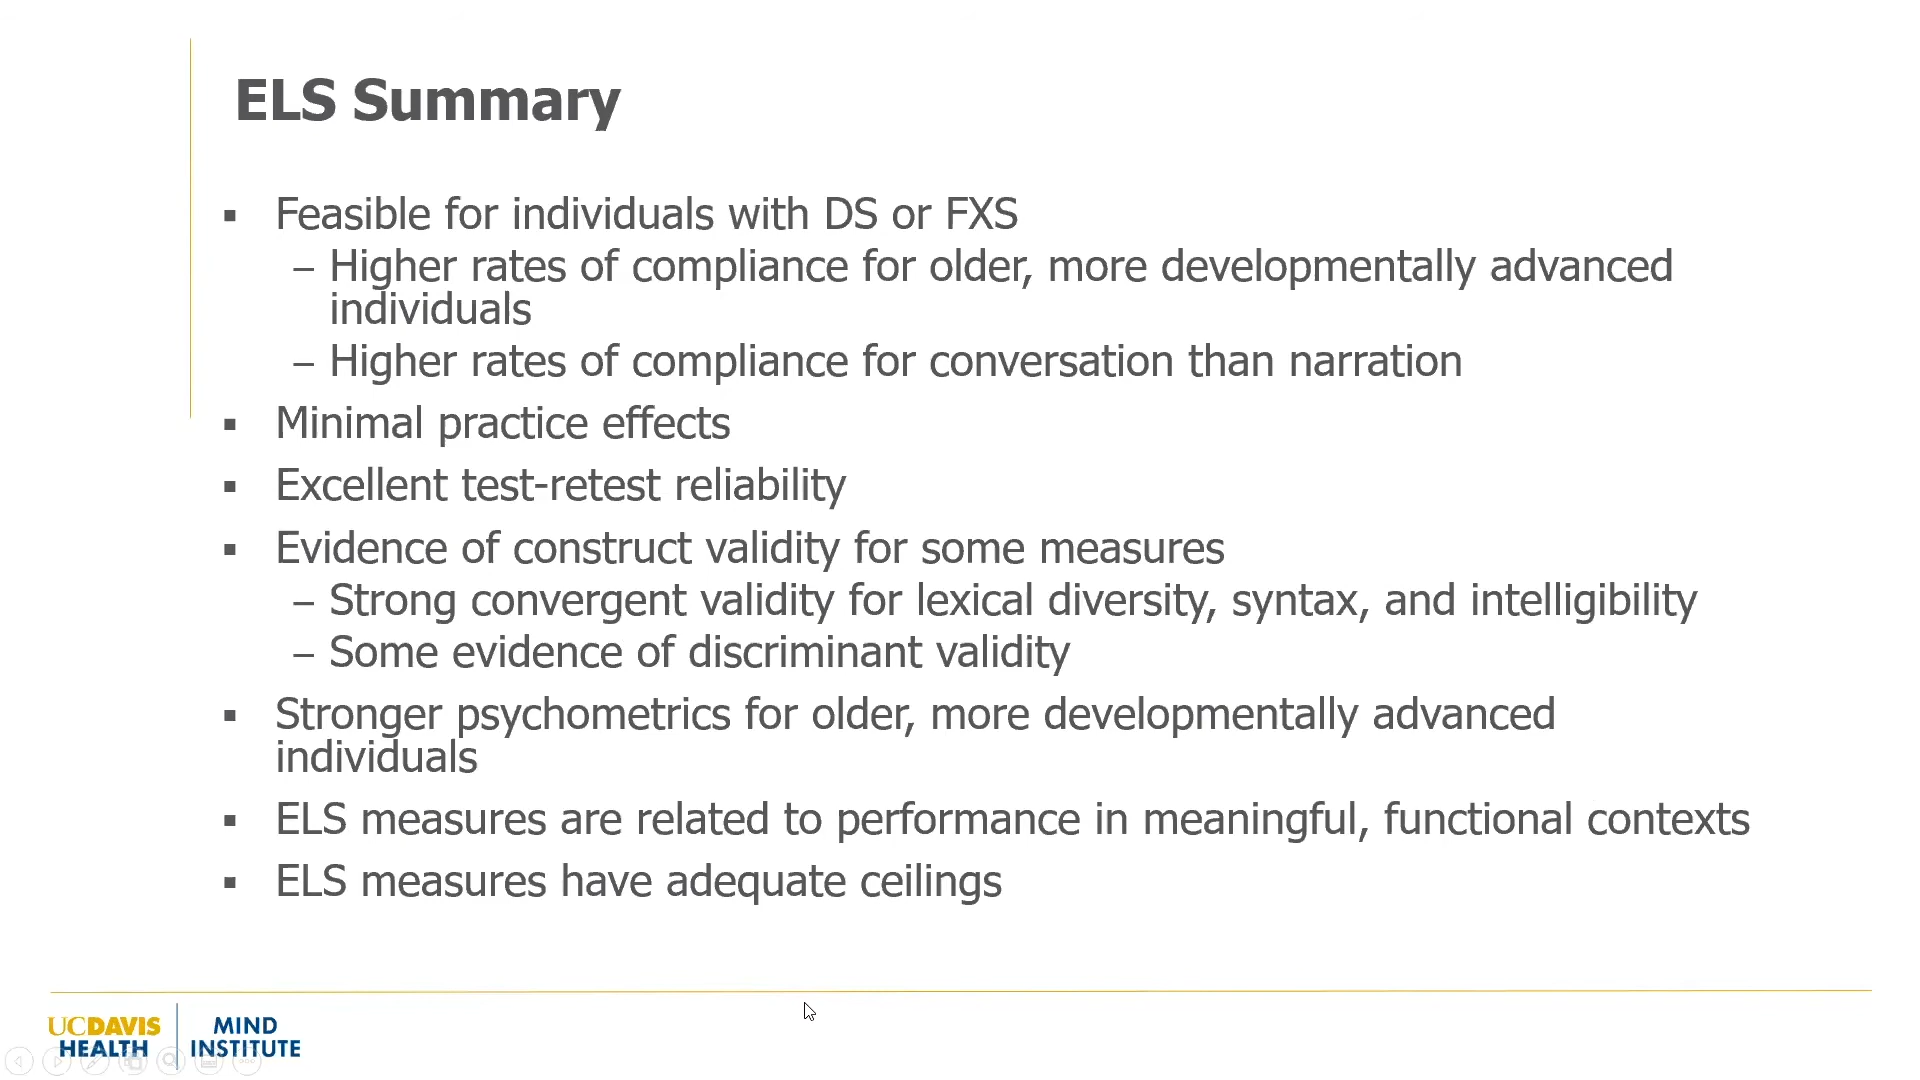 ELS Summary
▪ Feasible for individuals with DS or FXS
– Higher rates of compliance for older, more developmentally advanced
individuals
– Higher rates of compliance for conversation than narration
▪ Minimal practice effects
▪ Excellent test-retest reliability
▪ Evidence of construct validity for some measures
– Strong convergent validity for lexical diversity, syntax, and intelligibility
– Some evidence of discriminant validity
▪ Stronger psychometrics for older, more developmentally advanced
individuals
▪ ELS measures are related to performance in meaningful, functional contexts
▪ ELS measures have adequate ceilings
UCDAVIS
HEALTH
MIND
INSTITUTE